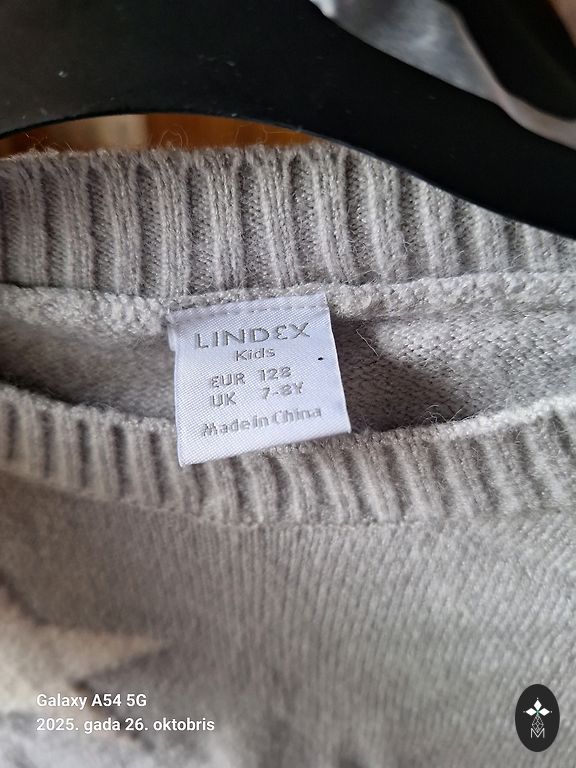 LINDEX
Kids
EUR 128
UK 7-8Y
Made in China
Galaxy A54 5G
2025. gada 26. oktobris
M